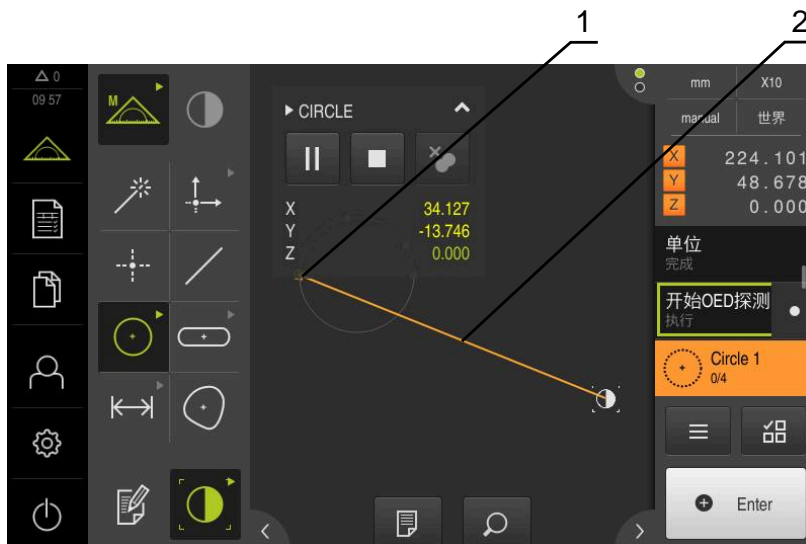 1
2
0
09 57
M
CIRCLE
X
34.127
Y
-13.746
Z
0.000
mm
X10
manual
世界
X
224.101
Y
48.678
Z
0.000
单位
完成
开始OED探测
执行
Circle 1
0/4
Enter